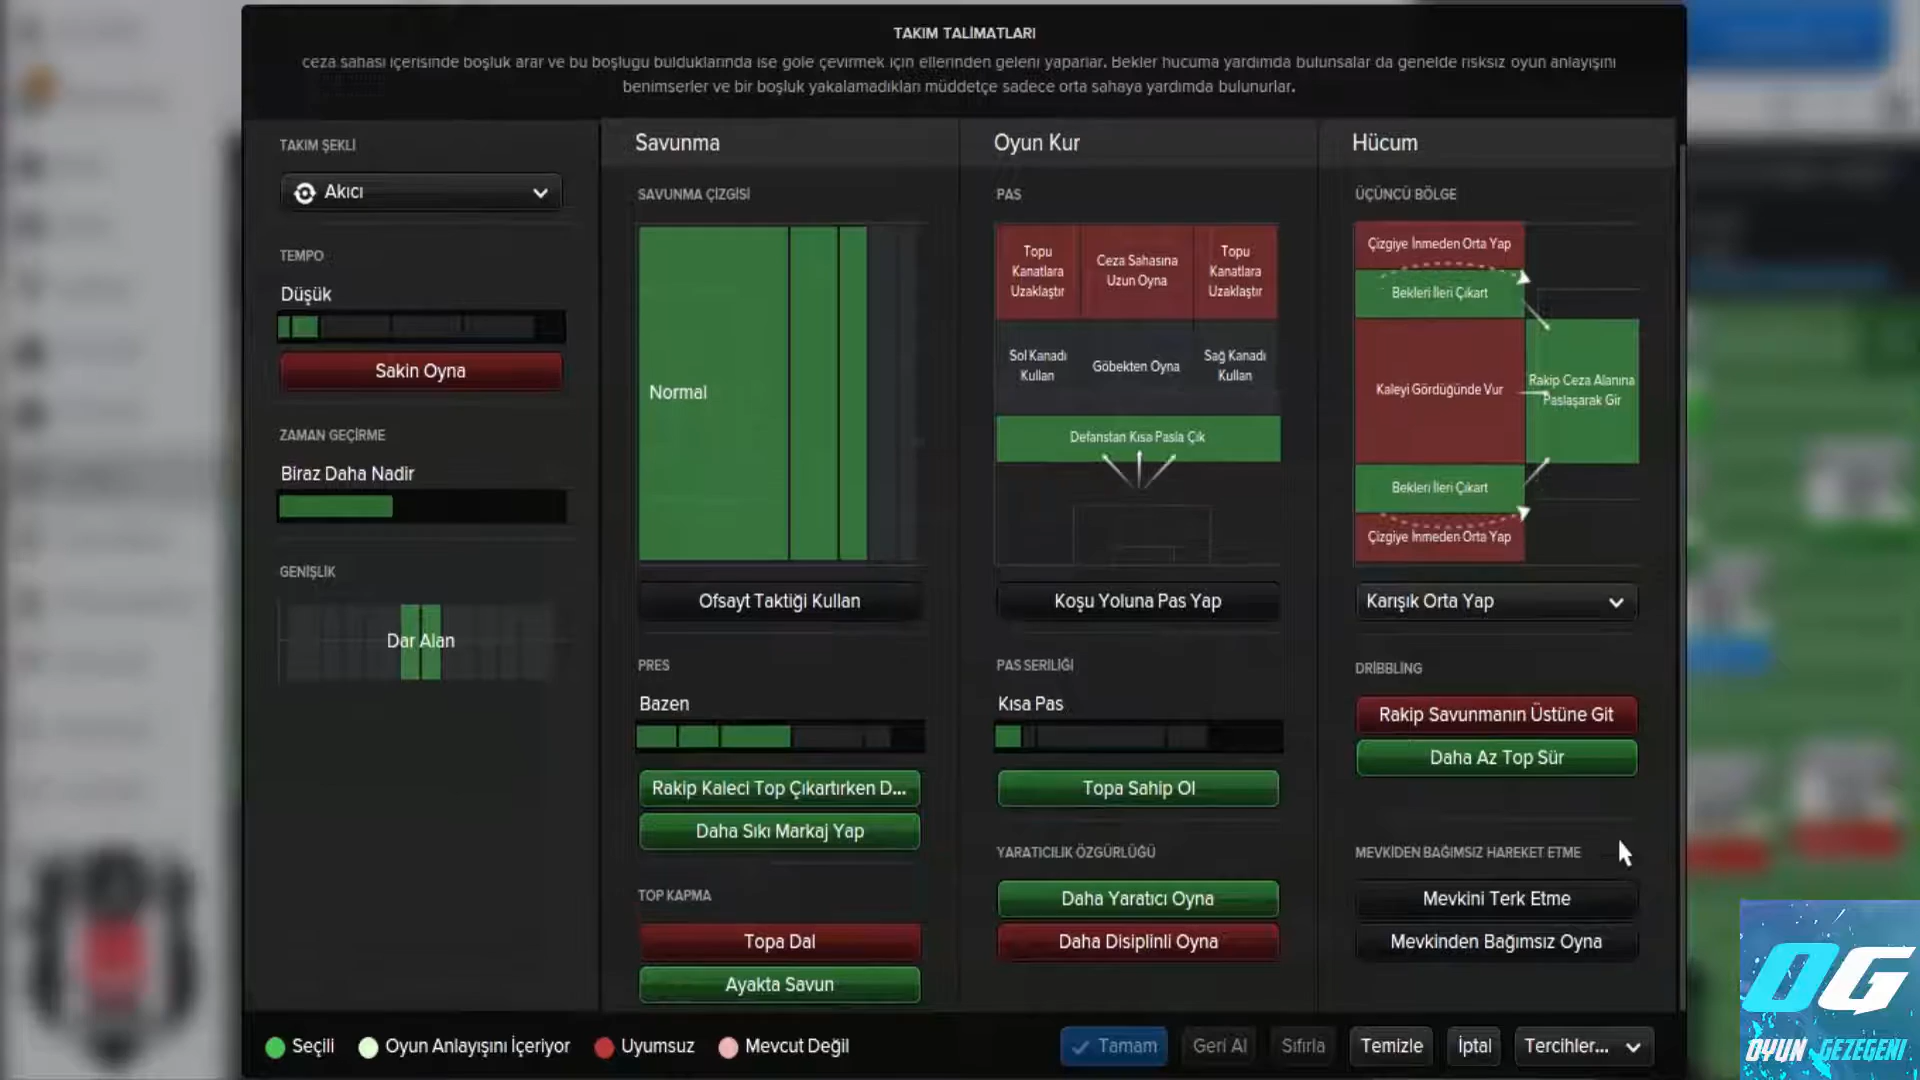 TAKIM TALİMATLARI
ceza sahası içerisinde boşluk arar ve bu boşluğu bulduklarında ise gole çevirmek için ellerinden geleni yaparlar. Bekler hücuma yardımda bulunsalar da genelde risksiz oyun anlayışını
benimserler ve bir boşluk yakalamadıkları müddetçe sadece orta sahaya yardımda bulunurlar.
TAKIM ŞEKLİ
Akıcı
TEMPO
Düşük
Sakin Oyna
ZAMAN GEÇİRME
Biraz Daha Nadir
GENİŞLİK
Dar Alan
Savunma
SAVUNMA ÇİZGİSİ
Normal
Ofsayt Taktiği Kullan
PRES
Bazen
Rakip Kaleci Top Çıkartırken D...
Daha Sıkı Markaj Yap
TOP KAPMA
Topa Dal
Ayakta Savun
Oyun Kur
PAS
Topu
Kanatlara
Uzaklaştır
Ceza Sahasına
Uzun Oyna
Topu
Kanatlara
Uzaklaştır
Sol Kanadı
Kullan
Göbekten Oyna
Sağ Kanadı
Kullan
Defanstan Kısa Pasla Çık
Koşu Yoluna Pas Yap
PAS SERİLİĞİ
Kısa Pas
Topa Sahip Ol
YARATICILIK ÖZGÜRLÜĞÜ
Daha Yaratıcı Oyna
Daha Disiplinli Oyna
Hücum
ÜÇÜNCÜ BÖLGE
Çizgiye İnmeden Orta Yap
Bekleri İleri Çıkart
Kaleyi Gördüğünde Vur
Rakip Ceza Alanına
Paslaşarak Gir
Bekleri İleri Çıkart
Çizgiye İnmeden Orta Yap
Karışık Orta Yap
DRİBBLİNG
Rakip Savunmanın Üstüne Git
Daha Az Top Sür
MEVKİDEN BAĞIMSIZ HAREKET ETME
Mevkini Terk Etme
Mevkinden Bağımsız Oyna
Seçili
Oyun Anlayışını İçeriyor
Uyumsuz
Mevcut Değil
Tamam
Geri Al
Sıfırla
Temizle
İptal
Tercihler...
OG
OYUN GEZEGENI